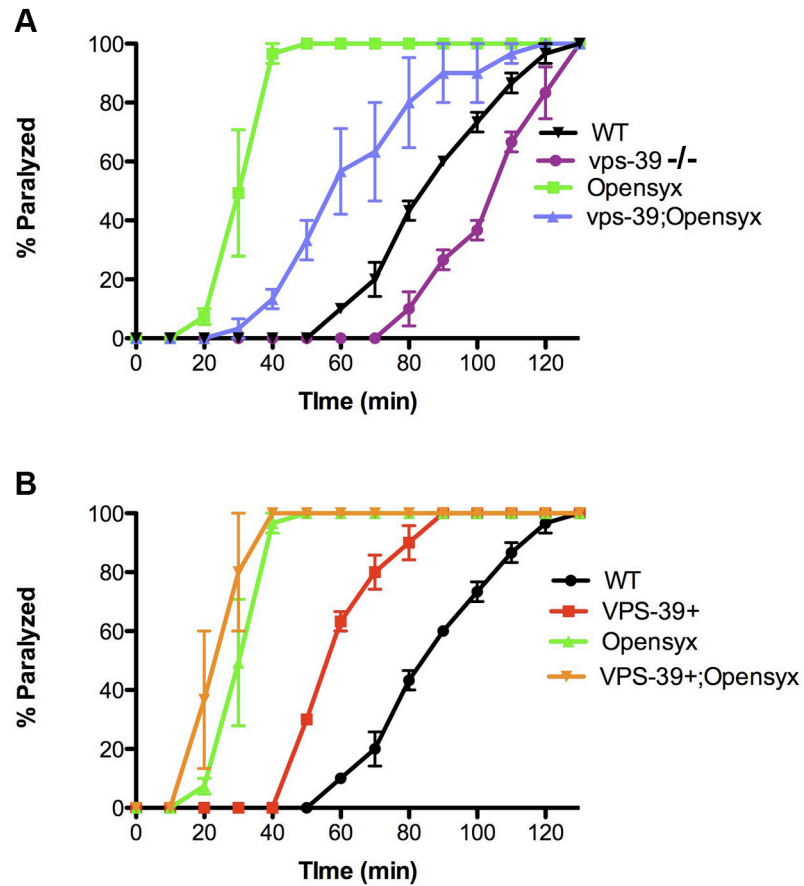 A
% Paralyzed
100
80
60
40
20
0
0 20 40 60 80 100 120
TIme (min)
WT
vps-39 -/-
Opensyx
vps-39;Opensyx
B
% Paralyzed
100
80
60
40
20
0
0 20 40 60 80 100 120
TIme (min)
WT
VPS-39+
Opensyx
VPS-39+;Opensyx